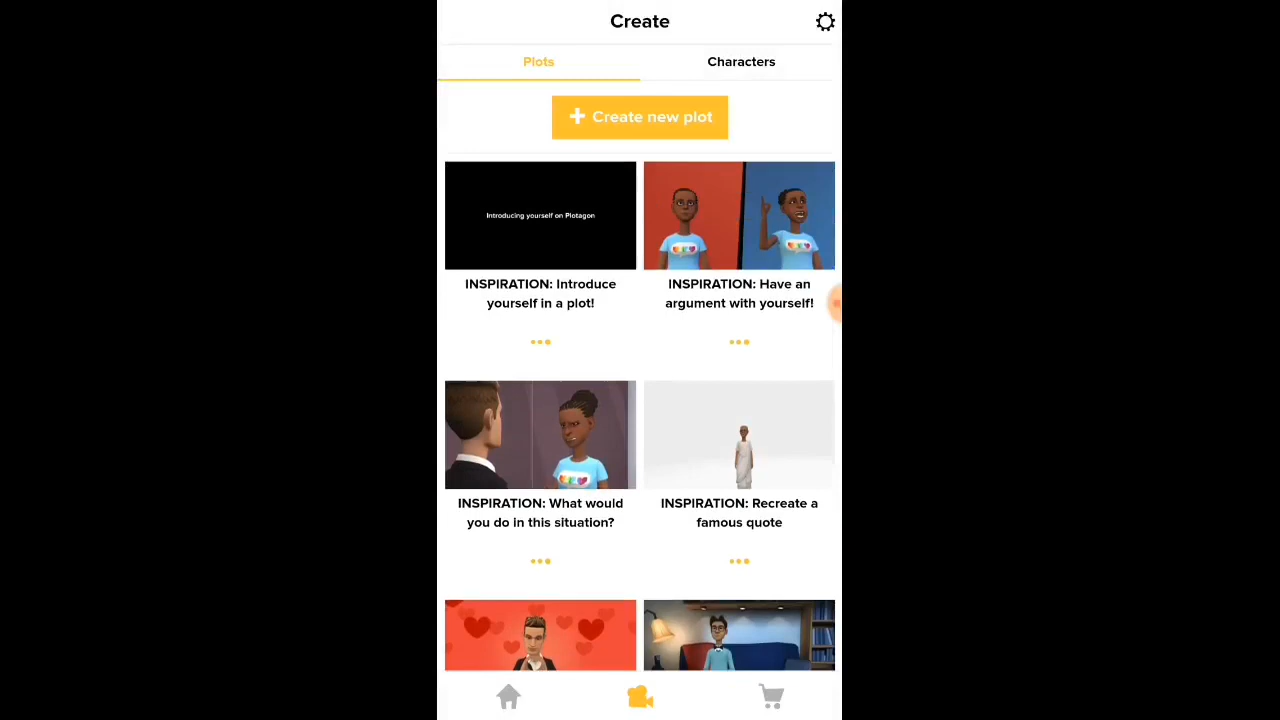 Create
Plots
Characters
Create new plot
Introducing yourself on Plotagon
INSPIRATION: Introduce
yourself in a plot!
INSPIRATION: Have an
argument with yourself!
INSPIRATION: What would
you do in this situation?
INSPIRATION: Recreate a
famous quote